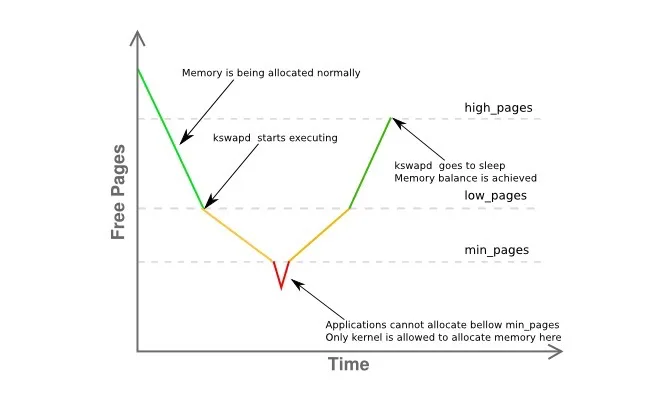 Memory is being allocated normally
high_pages
kswapd starts executing
kswapd goes to sleep
Memory balance is achieved
low_pages
Free Pages
min_pages
Applications cannot allocate bellow min_pages
Only kernel is allowed to allocate memory here
Time